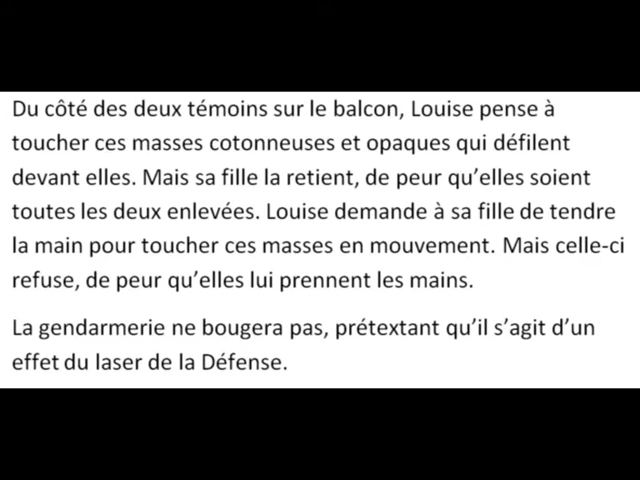 Du côté des deux témoins sur le balcon, Louise pense à
toucher ces masses cotonneuses et opaques qui défilent
devant elles. Mais sa fille la retient, de peur qu’elles soient
toutes les deux enlevées. Louise demande à sa fille de tendre
la main pour toucher ces masses en mouvement. Mais celle-ci
refuse, de peur qu’elles lui prennent les mains.
La gendarmerie ne bougera pas, prétextant qu’il s’agit d’un
effet du laser de la Défense.